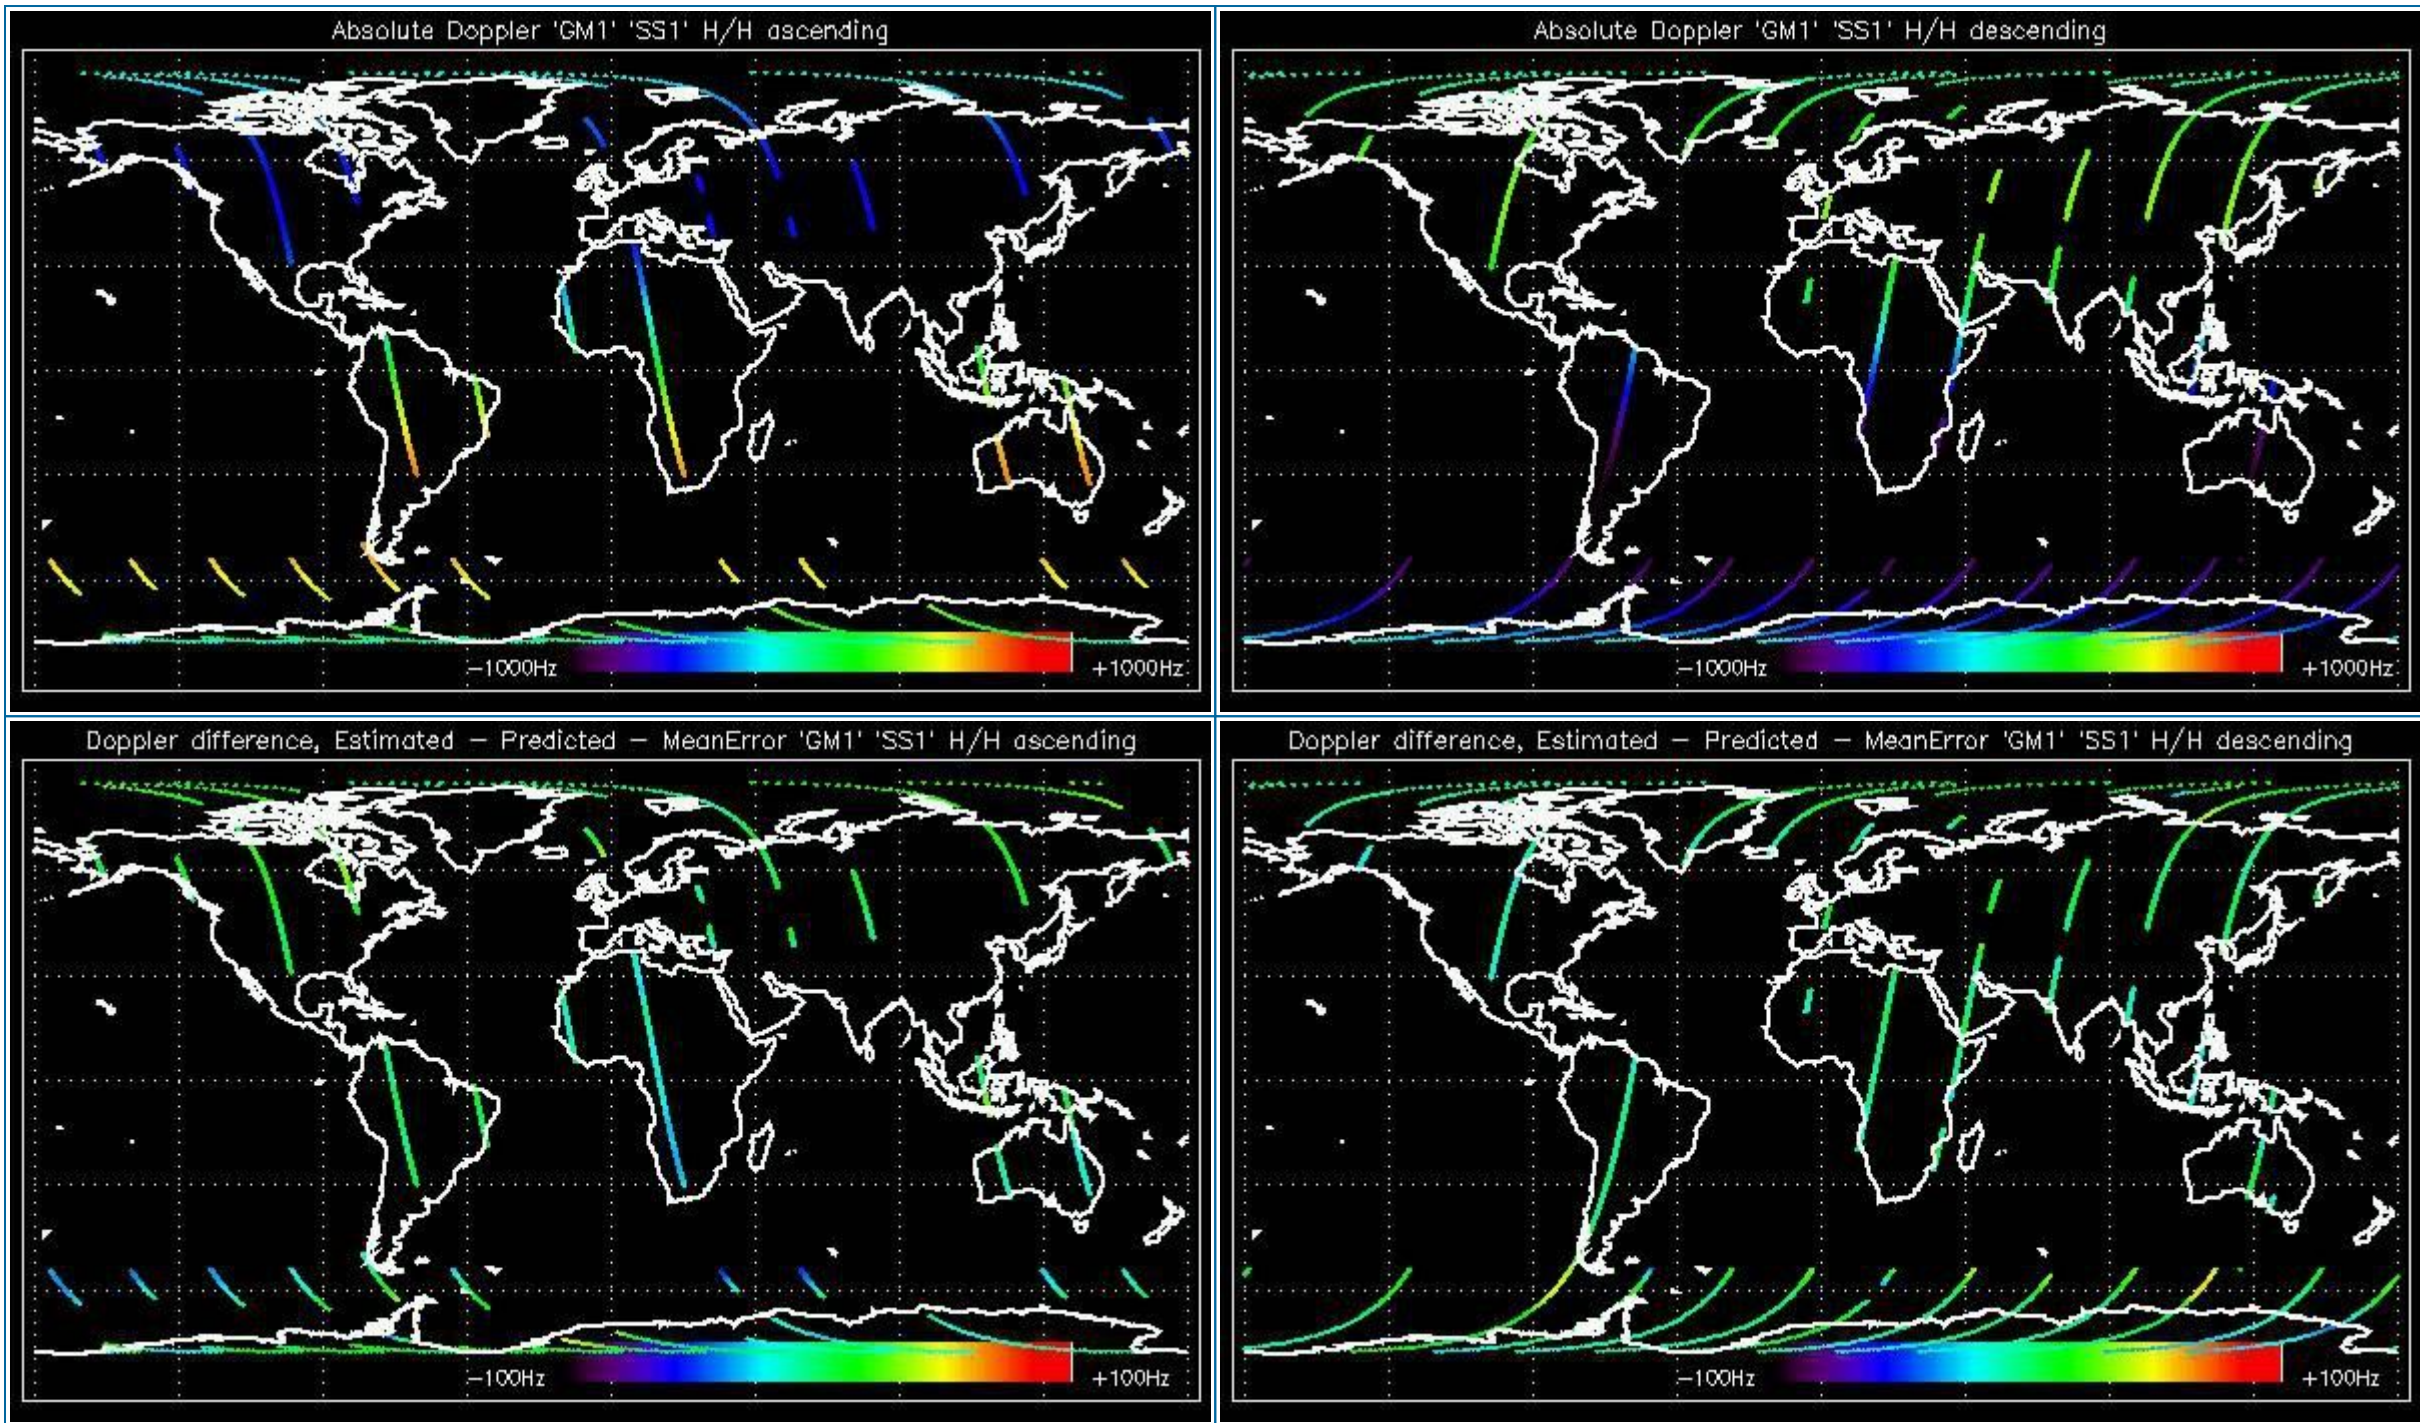 Absolute Doppler 'GM1' 'SS1' H/H ascending
−1000Hz
+1000Hz
Absolute Doppler 'GM1' 'SS1' H/H descending
−1000Hz
+1000Hz
Doppler difference, Estimated − Predicted − MeanError 'GM1' 'SS1' H/H ascending
−100Hz
+100Hz
Doppler difference, Estimated − Predicted − MeanError 'GM1' 'SS1' H/H descending
−100Hz
+100Hz